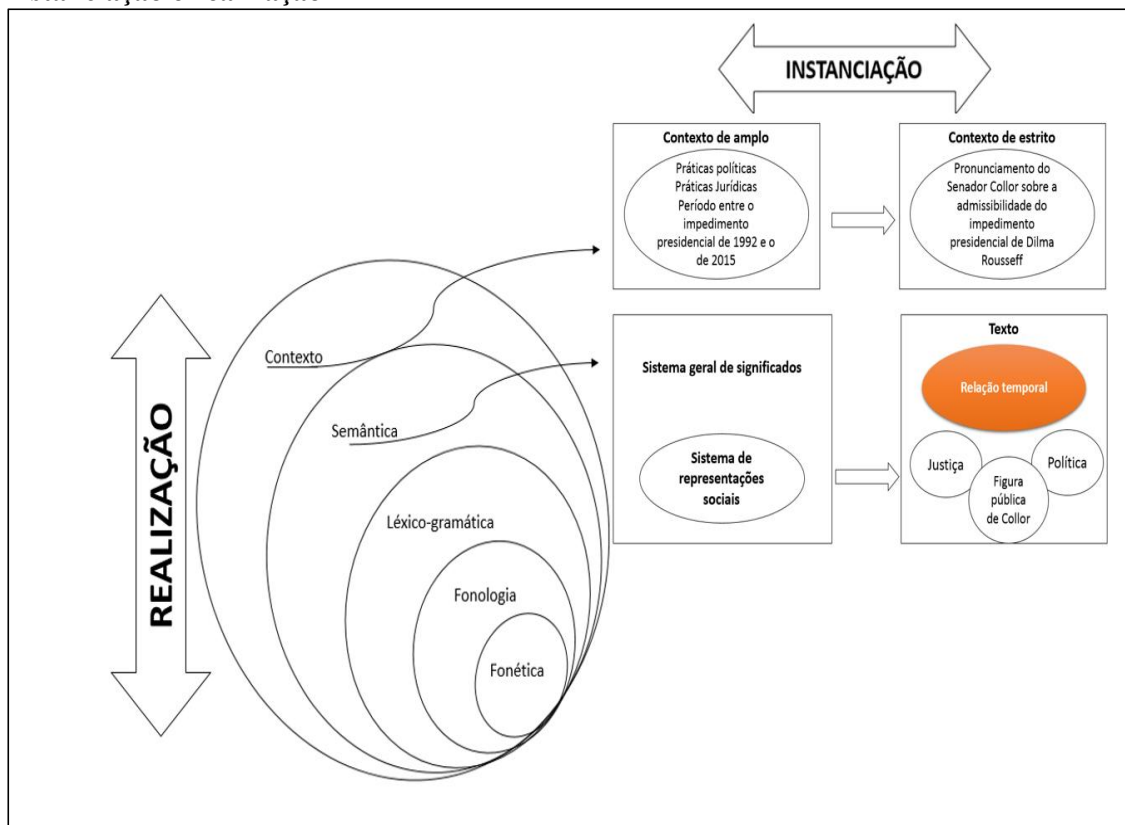 INSTANCIAÇÃO
Contexto de amplo
Práticas políticas
Práticas Jurídicas
Período entre o
impedimento
presidencial de 1992 e o
de 2015
Contexto de estrito
Pronunciamento do
Senador Collor sobre a
admissibilidade do
impedimento
presidencial de Dilma
Rousseff
REALIZAÇÃO
Contexto
Semântica
Léxico-gramática
Fonologia
Fonética
Sistema geral de significados
Sistema de
representações
sociais
Texto
Relação temporal
Justiça
Política
Figura
pública
de Collor